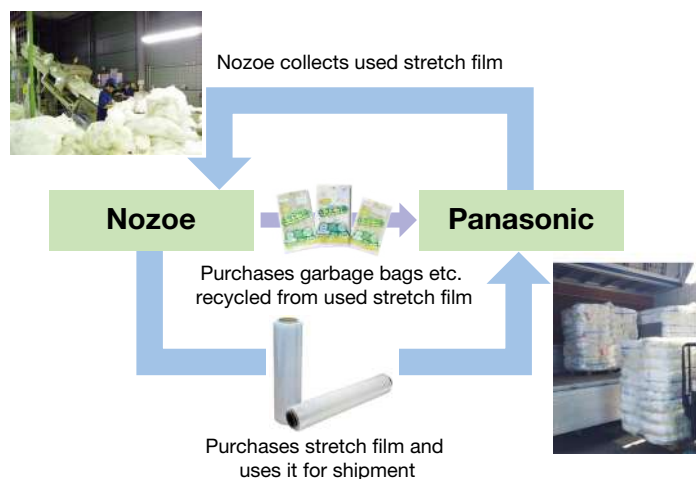 Nozoe collects used stretch film
Nozoe
Panasonic
Purchases garbage bags etc.
recycled from used stretch film
Purchases stretch film and
uses it for shipment